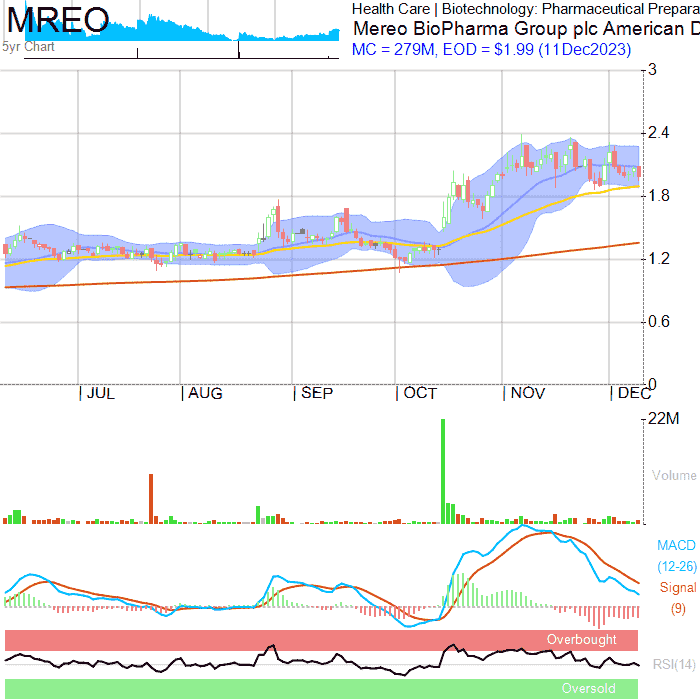 MREO
5yr Chart
Health Care | Biotechnology: Pharmaceutical Prepara
Mereo BioPharma Group plc American D
MC = 279M, EOD = $1.99 (11Dec2023)
3
2.4
1.8
1.2
0.6
0
JUL AUG SEP OCT NOV DEC
22M
Volume
MACD
(12-26)
Signal
(9)
Overbought
RSI(14)
Oversold